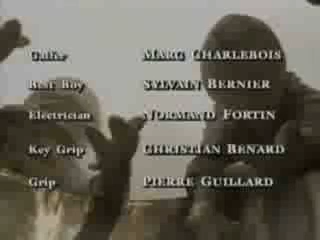 Gaffer MARC CHARLEBOIS
Best Boy SYLVAIN BERNIER
Electrician NORMAND FORTIN
Key Grip CHRISTIAN BENARD
Grip PIERRE GUILLARD